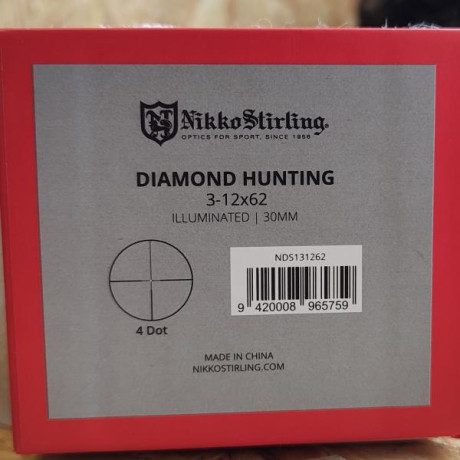 NS
NikkoStirling
OPTICS FOR SPORT, SINCE 1956
DIAMOND HUNTING
3-12x62
ILLUMINATED | 30MM
NDS131262
9 420008 965759
4 Dot
MADE IN CHINA
NIKKOSTIRLING.COM